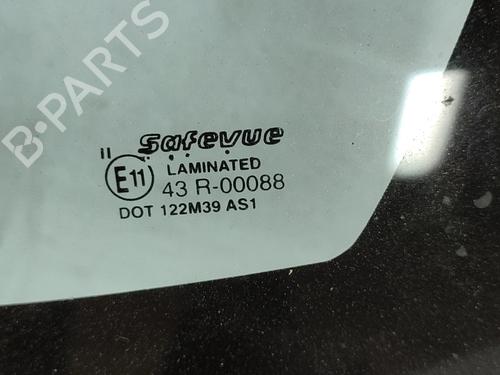 B-PARTS
II Safevue
E11 LAMINATED
43 R-00088
DOT 122M39 AS1